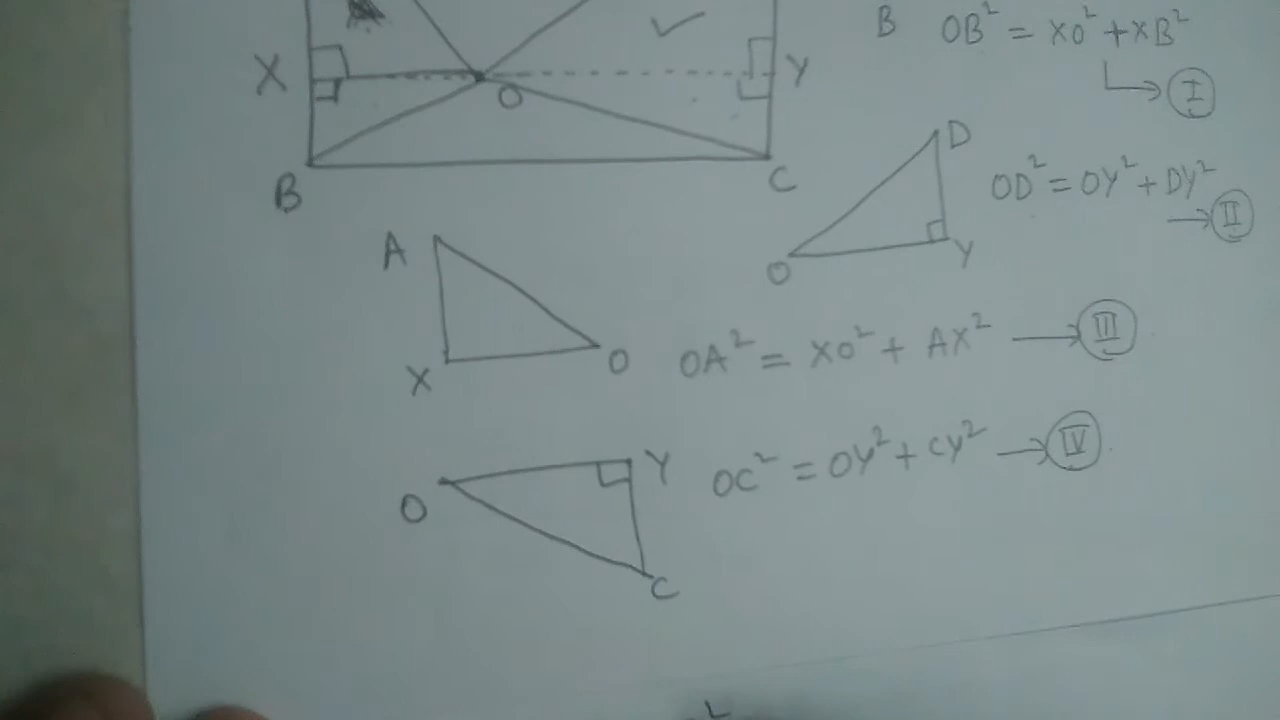 B OB² = XO² + XB²
→ I
X O Y
B C
D
OD² = OY² + DY²
→ II
O Y
A
X O
OA² = XO² + AX² → III
O Y
C
OC² = OY² + CY² → IV